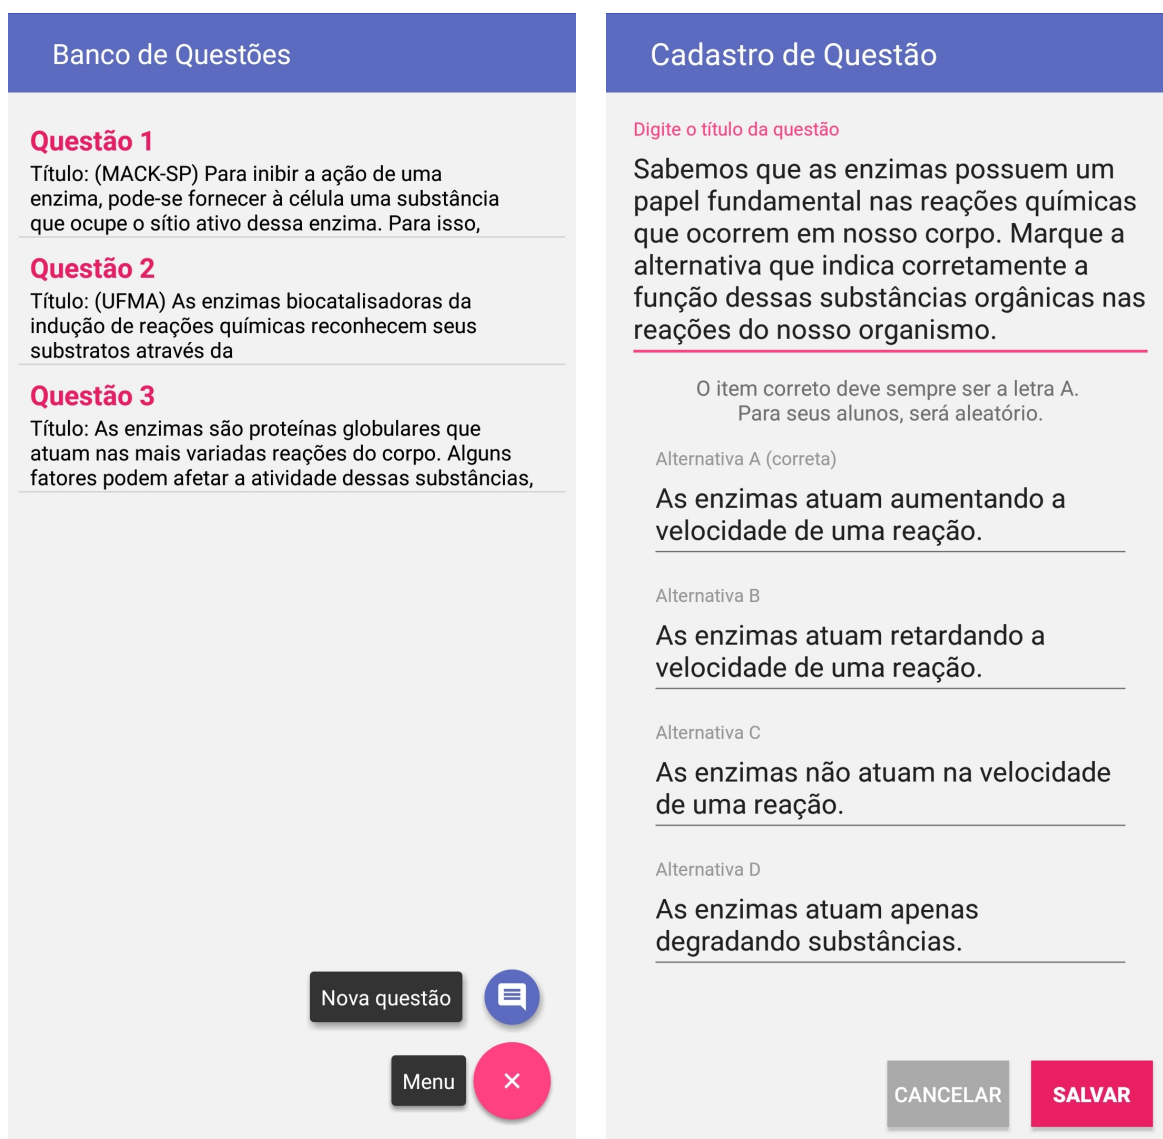 Banco de Questões
Questão 1
Título: (MACK-SP) Para inibir a ação de uma
enzima, pode-se fornecer à célula uma substância
que ocupe o sítio ativo dessa enzima. Para isso,
Questão 2
Título: (UFMA) As enzimas biocatalisadoras da
indução de reações químicas reconhecem seus
substratos através da
Questão 3
Título: As enzimas são proteínas globulares que
atuam nas mais variadas reações do corpo. Alguns
fatores podem afetar a atividade dessas substâncias,
Nova questão
Menu
Cadastro de Questão
Digite o título da questão
Sabemos que as enzimas possuem um
papel fundamental nas reações químicas
que ocorrem em nosso corpo. Marque a
alternativa que indica corretamente a
função dessas substâncias orgânicas nas
reações do nosso organismo.
O item correto deve sempre ser a letra A.
Para seus alunos, será aleatório.
Alternativa A (correta)
As enzimas atuam aumentando a
velocidade de uma reação.
Alternativa B
As enzimas atuam retardando a
velocidade de uma reação.
Alternativa C
As enzimas não atuam na velocidade
de uma reação.
Alternativa D
As enzimas atuam apenas
degradando substâncias.
CANCELAR
SALVAR